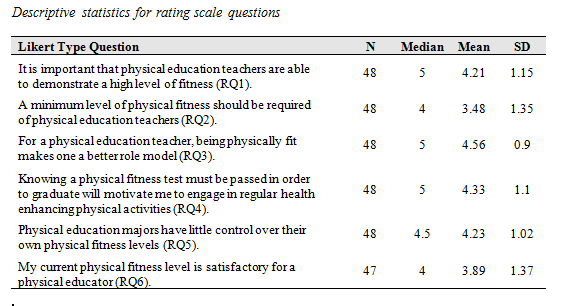 Descriptive statistics for rating scale questions
Likert Type Question N Median Mean SD
It is important that physical education teachers are able
to demonstrate a high level of fitness (RQ1). 48 5 4.21 1.15
A minimum level of physical fitness should be required
of physical education teachers (RQ2). 48 4 3.48 1.35
For a physical education teacher, being physically fit
makes one a better role model (RQ3). 48 5 4.56 0.9
Knowing a physical fitness test must be passed in order
to graduate will motivate me to engage in regular health
enhancing physical activities (RQ4). 48 5 4.33 1.1
Physical education majors have little control over their
own physical fitness levels (RQ5). 48 4.5 4.23 1.02
My current physical fitness level is satisfactory for a
physical educator (RQ6). 47 4 3.89 1.37
.